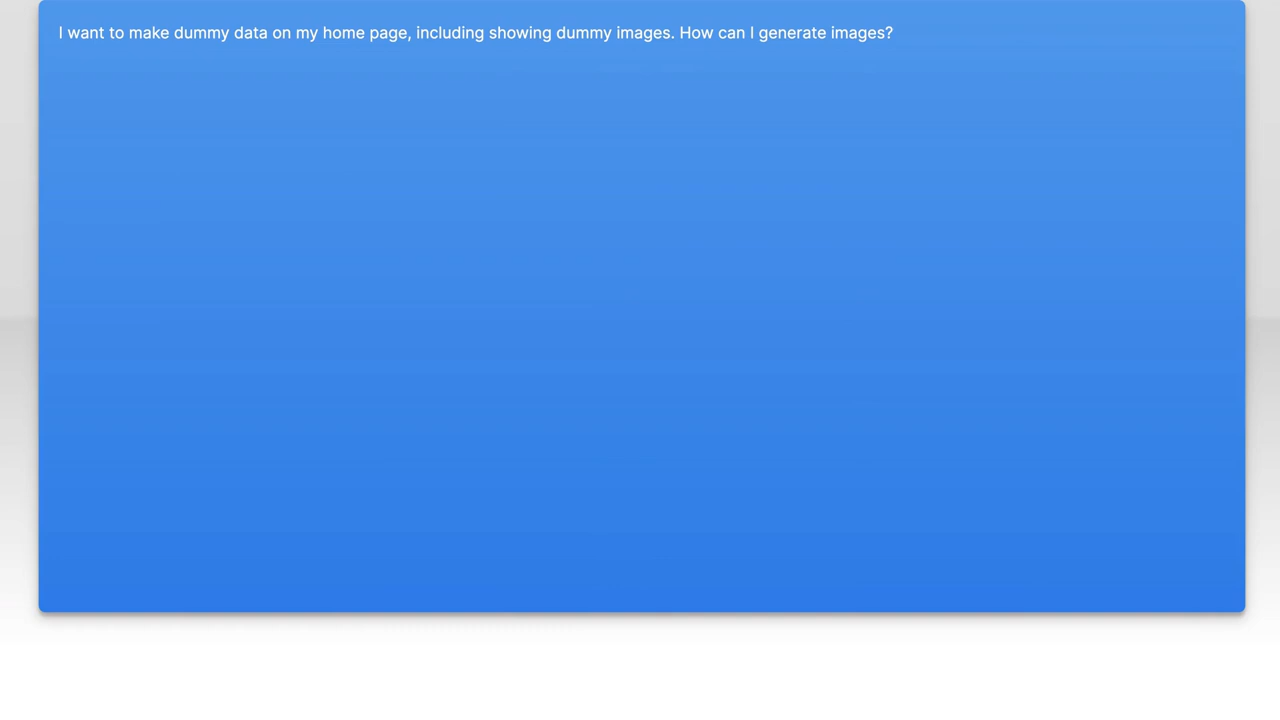 I want to make dummy data on my home page, including showing dummy images. How can I generate images?